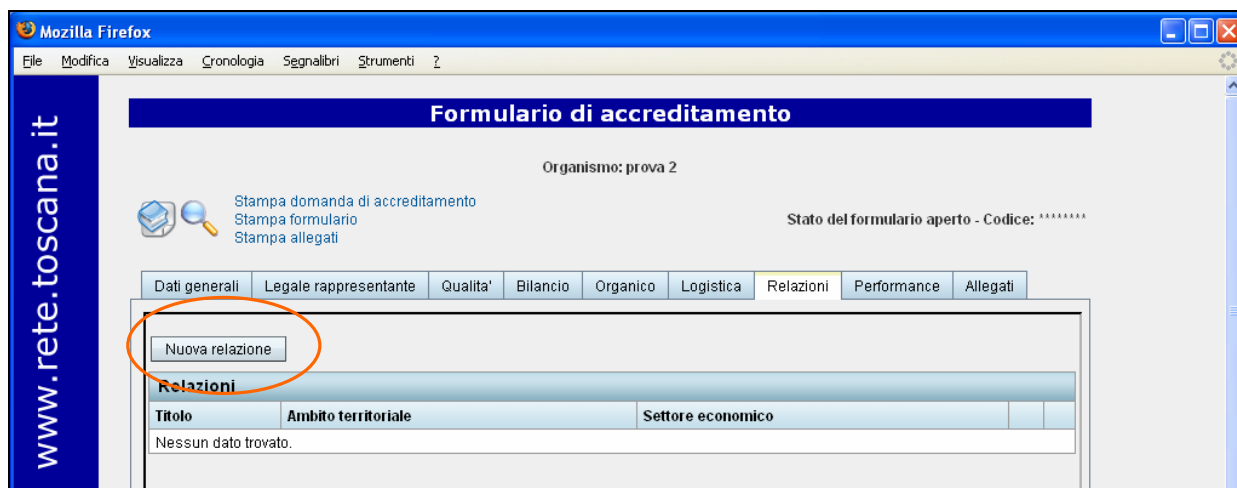 Mozilla Firefox
File Modifica Visualizza Cronologia Segnalibri Strumenti ?
www.rete.toscana.it
Formulario di accreditamento
Organismo: prova 2
Stampa domanda di accreditamento
Stampa formulario
Stampa allegati
Stato del formulario aperto - Codice: ********
Dati generali Legale rappresentante Qualita' Bilancio Organico Logistica Relazioni Performance Allegati
Nuova relazione
Relazioni
Titolo Ambito territoriale Settore economico
Nessun dato trovato.